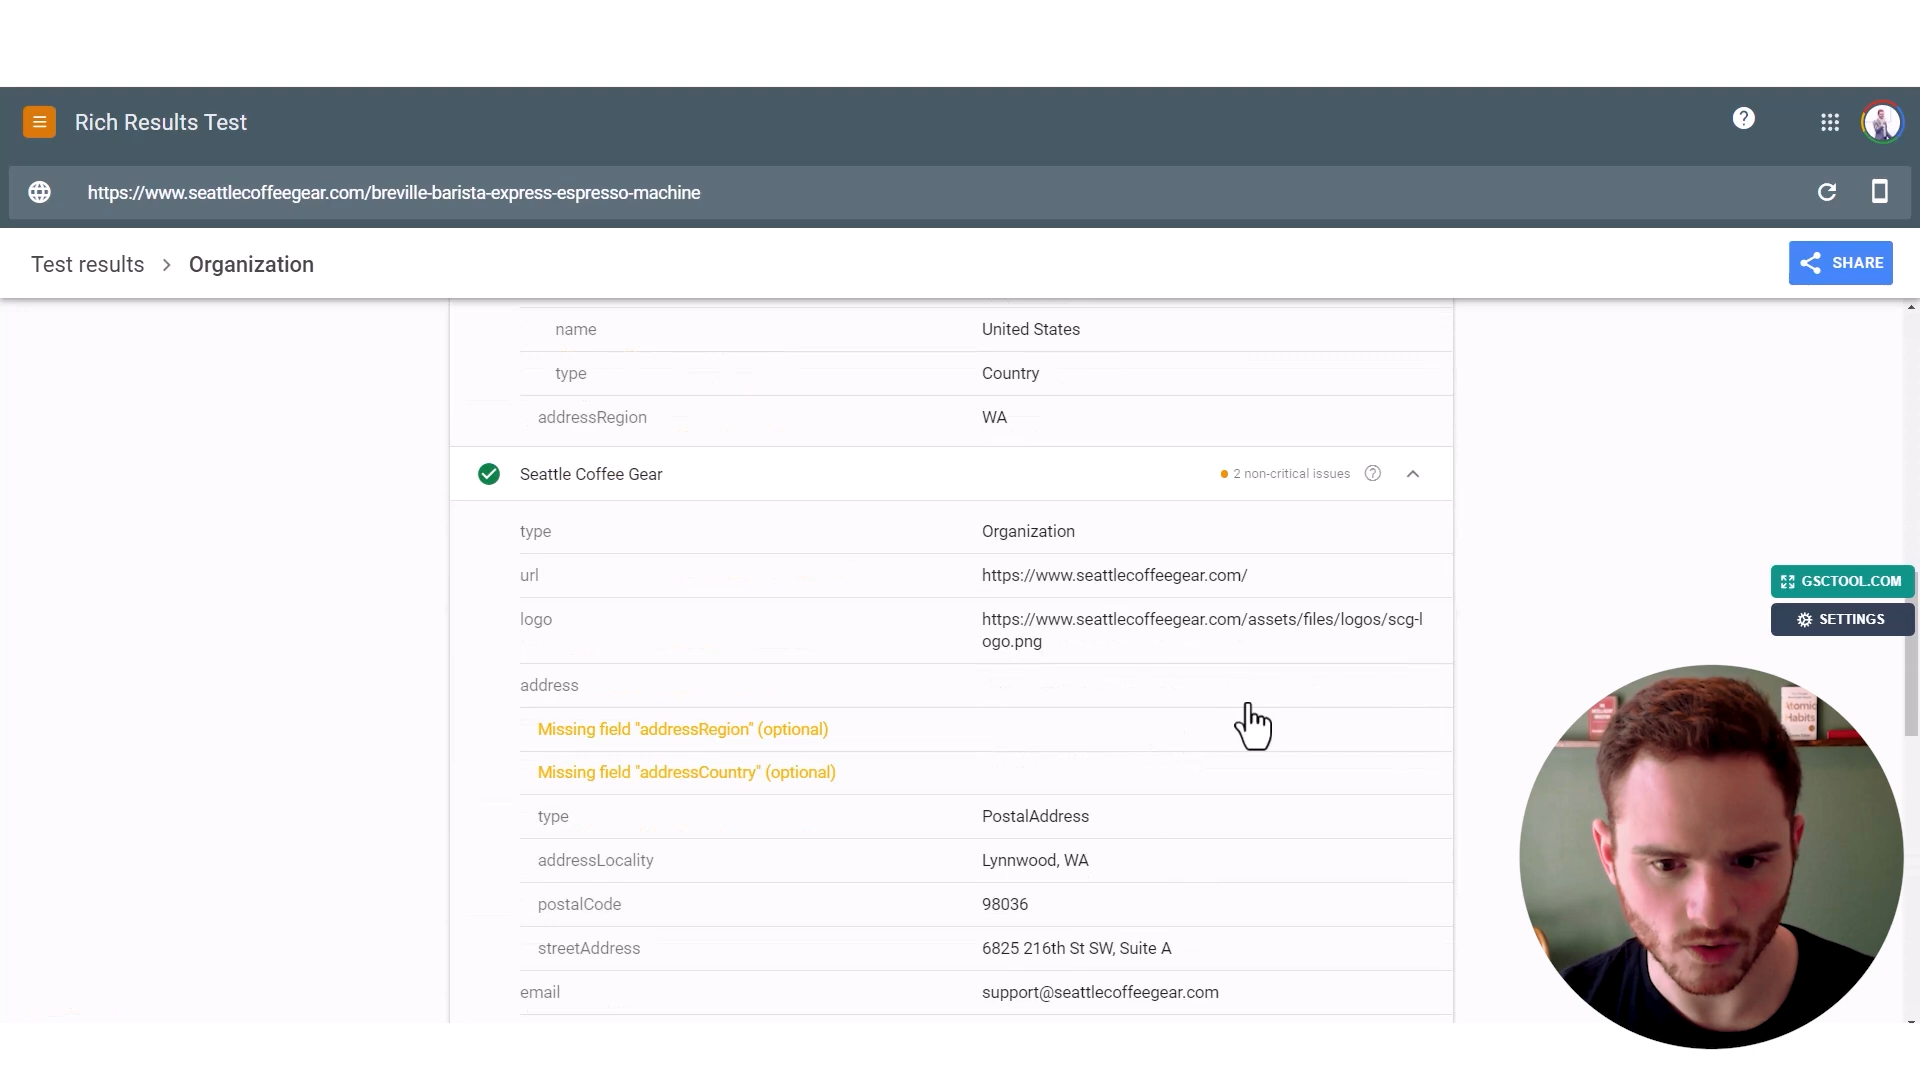 Rich Results Test
https://www.seattlecoffeegear.com/breville-barista-express-espresso-machine
Test results > Organization
SHARE
name United States
type Country
addressRegion WA
Seattle Coffee Gear 2 non-critical issues
type Organization
url https://www.seattlecoffeegear.com/
logo https://www.seattlecoffeegear.com/assets/files/logos/scg-l
ogo.png
address
Missing field "addressRegion" (optional)
Missing field "addressCountry" (optional)
type PostalAddress
addressLocality Lynnwood, WA
postalCode 98036
streetAddress 6825 216th St SW, Suite A
email support@seattlecoffeegear.com
GSCTOOL.COM
SETTINGS
Atomic
Habits